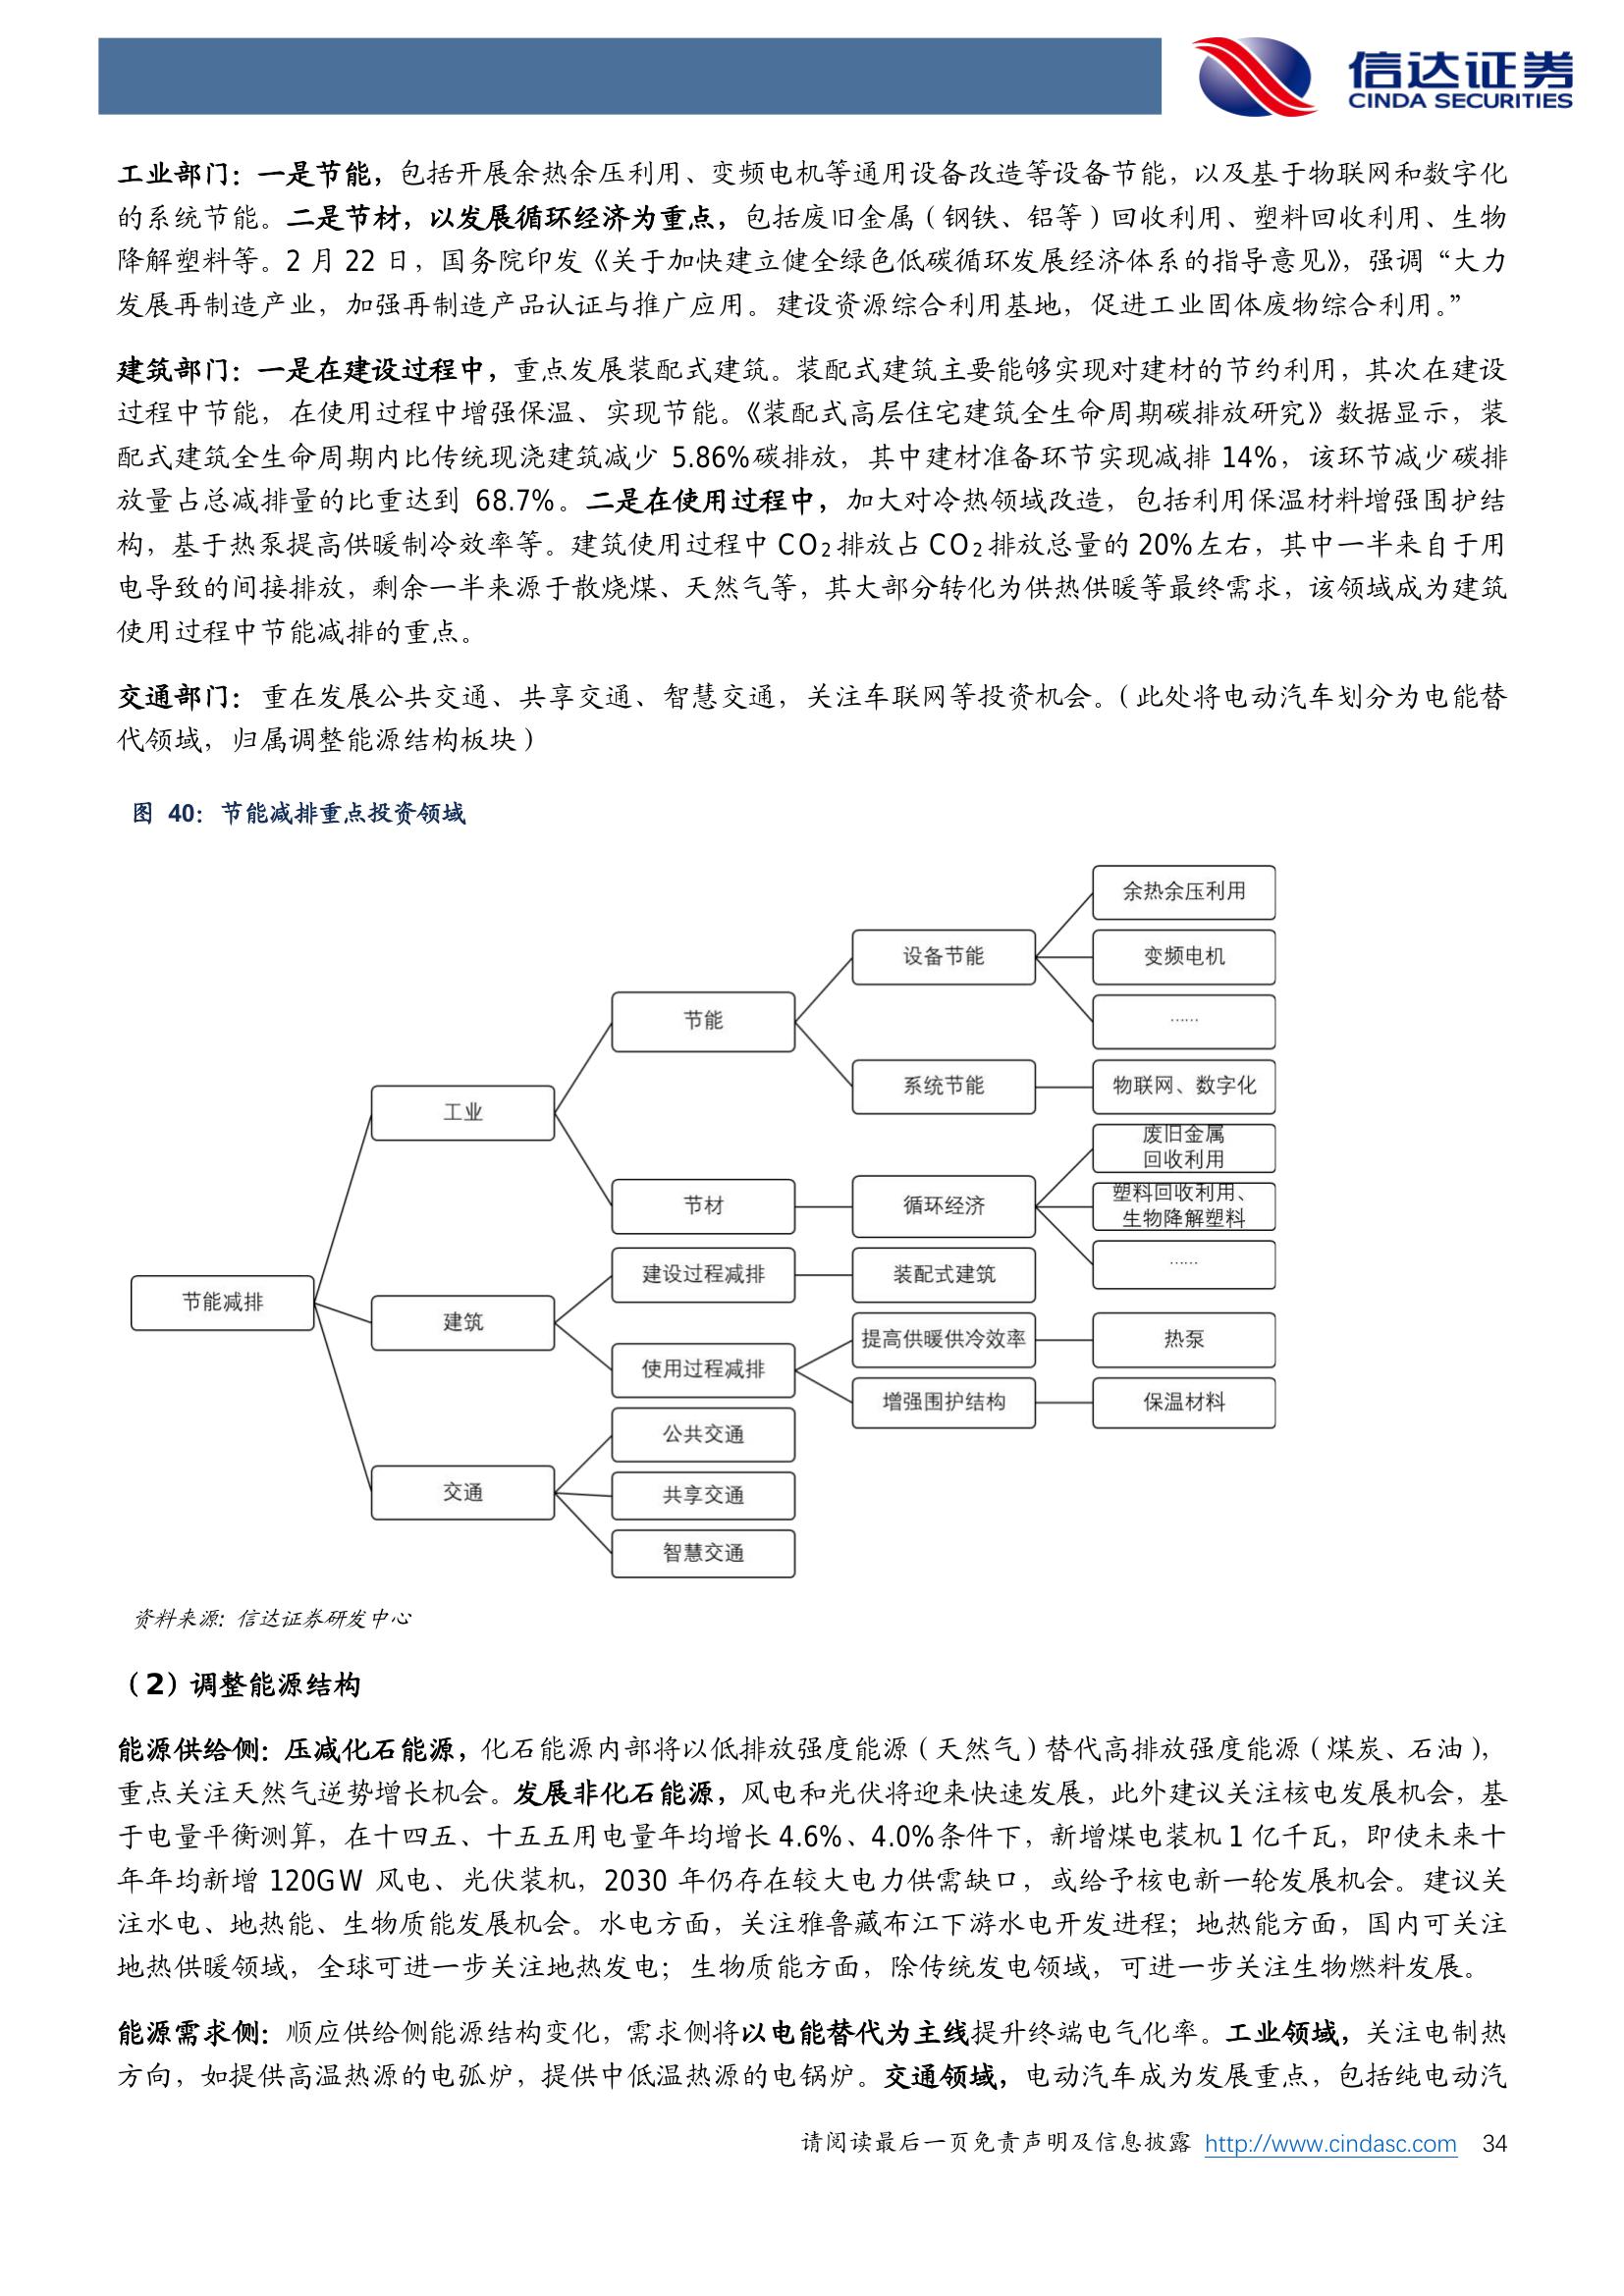 信达证券
CINDA SECURITIES
工业部门：一是节能，包括开展余热余压利用、变频电机等通用设备改造等设备节能，以及基于物联网和数字化
的系统节能。二是节材，以发展循环经济为重点，包括废旧金属（钢铁、铝等）回收利用、塑料回收利用、生物
降解塑料等。2 月 22 日，国务院印发《关于加快建立健全绿色低碳循环发展经济体系的指导意见》，强调“大力
发展再制造产业，加强再制造产品认证与推广应用。建设资源综合利用基地，促进工业固体废物综合利用。”
建筑部门：一是在建设过程中，重点发展装配式建筑。装配式建筑主要能够实现对建材的节约利用，其次在建设
过程中节能，在使用过程中增强保温、实现节能。《装配式高层住宅建筑全生命周期碳排放研究》数据显示，装
配式建筑全生命周期内比传统现浇建筑减少 5.86%碳排放，其中建材准备环节实现减排 14%，该环节减少碳排
放量占总减排量的比重达到 68.7%。二是在使用过程中，加大对冷热领域改造，包括利用保温材料增强围护结
构，基于热泵提高供暖制冷效率等。建筑使用过程中 CO₂排放占 CO₂排放总量的 20%左右，其中一半来自于用
电导致的间接排放，剩余一半来源于散烧煤、天然气等，其大部分转化为供热供暖等最终需求，该领域成为建筑
使用过程中节能减排的重点。
交通部门：重在发展公共交通、共享交通、智慧交通，关注车联网等投资机会。（此处将电动汽车划分为电能替
代领域，归属调整能源结构板块）
图 40：节能减排重点投资领域
余热余压利用
设备节能
变频电机
节能
……
系统节能
物联网、数字化
工业
废旧金属
回收利用
节材
循环经济
塑料回收利用、
生物降解塑料
……
建设过程减排
装配式建筑
节能减排
建筑
提高供暖供冷效率
热泵
使用过程减排
增强围护结构
保温材料
公共交通
交通
共享交通
智慧交通
资料来源：信达证券研发中心
（2）调整能源结构
能源供给侧：压减化石能源，化石能源内部将以低排放强度能源（天然气）替代高排放强度能源（煤炭、石油），
重点关注天然气逆势增长机会。发展非化石能源，风电和光伏将迎来快速发展，此外建议关注核电发展机会，基
于电量平衡测算，在十四五、十五五用电量年均增长 4.6%、4.0%条件下，新增煤电装机 1 亿千瓦，即使未来十
年年均新增 120GW 风电、光伏装机，2030 年仍存在较大电力供需缺口，或给予核电新一轮发展机会。建议关
注水电、地热能、生物质能发展机会。水电方面，关注雅鲁藏布江下游水电开发进程；地热能方面，国内可关注
地热供暖领域，全球可进一步关注地热发电；生物质能方面，除传统发电领域，可进一步关注生物燃料发展。
能源需求侧：顺应供给侧能源结构变化，需求侧将以电能替代为主线提升终端电气化率。工业领域，关注电制热
方向，如提供高温热源的电弧炉，提供中低温热源的电锅炉。交通领域，电动汽车成为发展重点，包括纯电动汽
请阅读最后一页免责声明及信息披露 http://www.cindasc.com 34